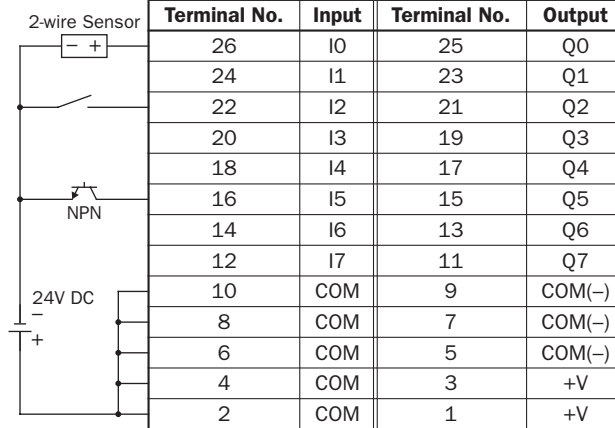 2-wire Sensor
− +
NPN
24V DC
−
+
Terminal No. Input Terminal No. Output
26 I0 25 Q0
24 I1 23 Q1
22 I2 21 Q2
20 I3 19 Q3
18 I4 17 Q4
16 I5 15 Q5
14 I6 13 Q6
12 I7 11 Q7
10 COM 9 COM(–)
8 COM 7 COM(–)
6 COM 5 COM(–)
4 COM 3 +V
2 COM 1 +V